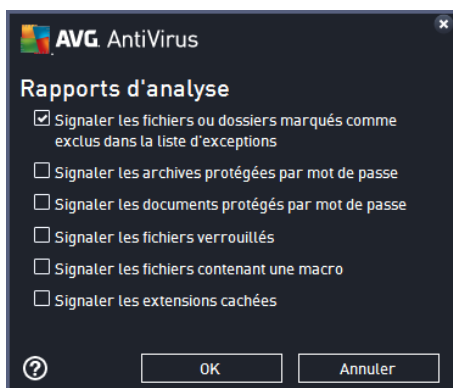 AVG AntiVirus
Rapports d'analyse
Signaler les fichiers ou dossiers marqués comme
exclus dans la liste d'exceptions
Signaler les archives protégées par mot de passe
Signaler les documents protégés par mot de passe
Signaler les fichiers verrouillés
Signaler les fichiers contenant une macro
Signaler les extensions cachées
? OK Annuler